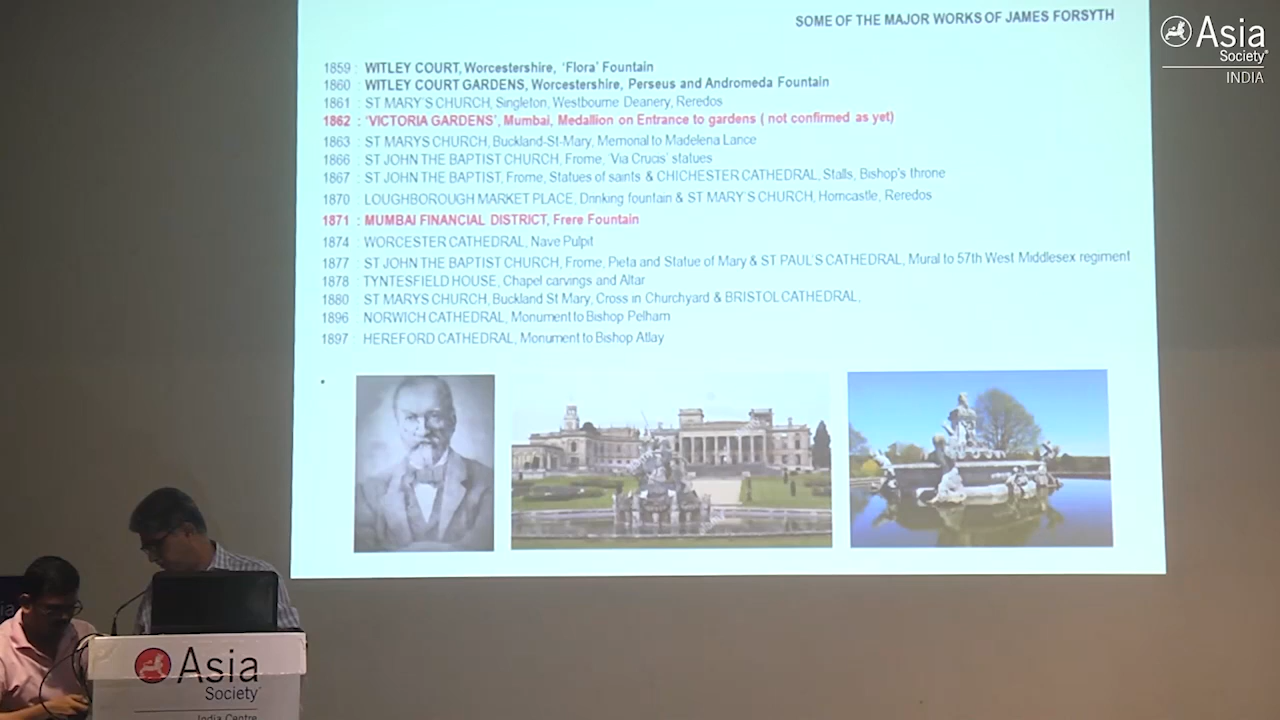 SOME OF THE MAJOR WORKS OF JAMES FORSYTH
Asia
Society
INDIA
1859 : WITLEY COURT, Worcestershire, 'Flora' Fountain
1860 : WITLEY COURT GARDENS, Worcestershire, Perseus and Andromeda Fountain
1861 : ST MARY'S CHURCH, Singleton, Westbourne Deanery, Reredos
1862 : 'VICTORIA GARDENS', Mumbai, Medallion on Entrance to gardens ( not confirmed as yet)
1863 : ST MARYS CHURCH, Buckland-St-Mary, Memorial to Madelena Lance
1866 : ST JOHN THE BAPTIST CHURCH, Frome, 'Via Crucis' statues
1867 : ST JOHN THE BAPTIST, Frome, Statues of saints & CHICHESTER CATHEDRAL, Stalls, Bishop's throne
1870 : LOUGHBOROUGH MARKET PLACE, Drinking fountain & ST MARY'S CHURCH, Horncastle, Reredos
1871 : MUMBAI FINANCIAL DISTRICT, Frere Fountain
1874 : WORCESTER CATHEDRAL, Nave Pulpit
1877 : ST JOHN THE BAPTIST CHURCH, Frome, Pieta and Statue of Mary & ST PAUL'S CATHEDRAL, Mural to 57th West Middlesex regiment
1878 : TYNTESFIELD HOUSE, Chapel carvings and Altar
1880 : ST MARYS CHURCH, Buckland St Mary, Cross in Churchyard & BRISTOL CATHEDRAL,
1896 : NORWICH CATHEDRAL, Monument to Bishop Pelham
1897 : HEREFORD CATHEDRAL, Monument to Bishop Atlay
Asia
Society
India Centre